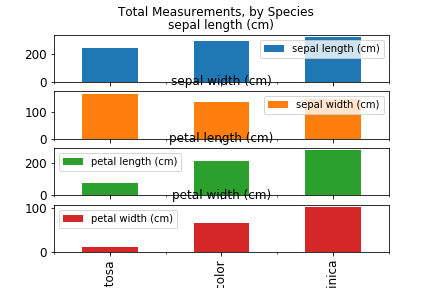 Total Measurements, by Species
sepal length (cm)
200
sepal length (cm)
0
sepal width (cm)
100
sepal width (cm)
0
petal length (cm)
200
petal length (cm)
0
petal width (cm)
100
petal width (cm)
0
tosa
color
inica